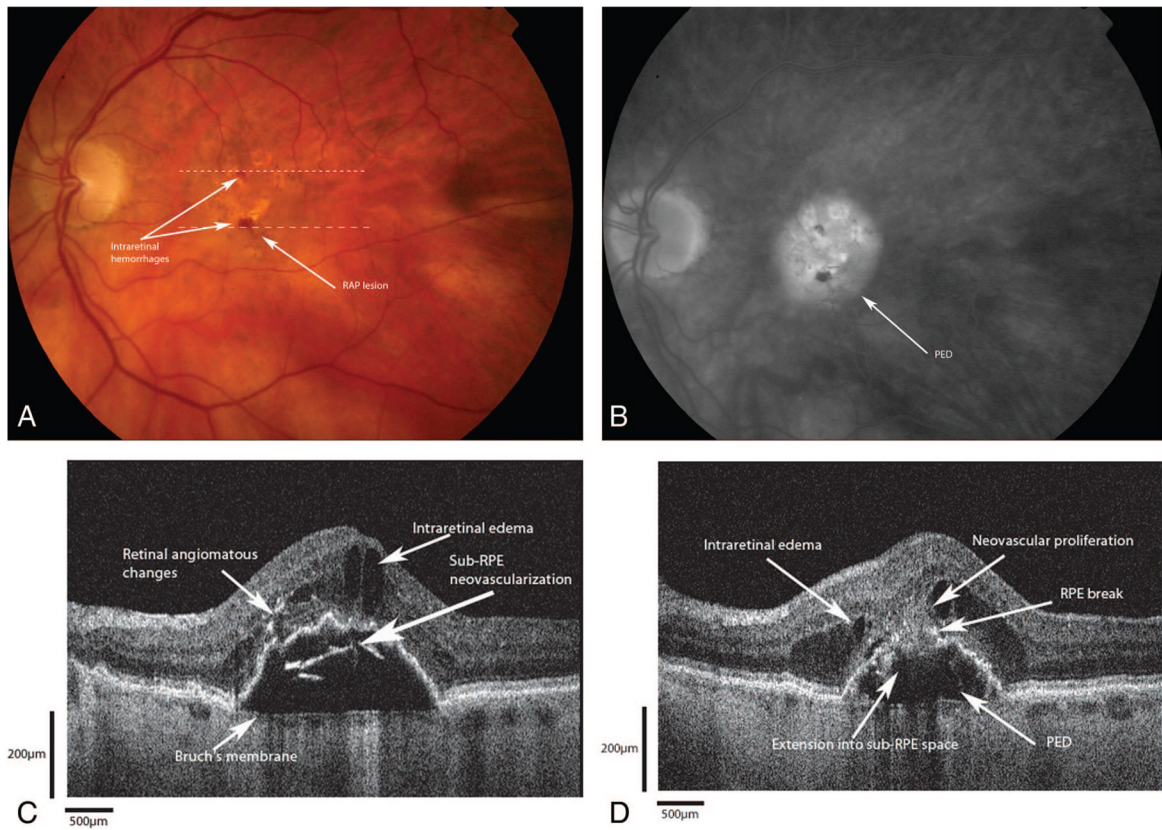 Intraretinal
hemorrhages
RAP lesion
A
PED
B
Retinal angiomatous
changes
Intraretinal edema
Sub-RPE
neovascularization
Bruch's membrane
200µm
500µm
C
Intraretinal edema
Neovascular proliferation
RPE break
Extension into sub-RPE space
PED
200µm
500µm
D